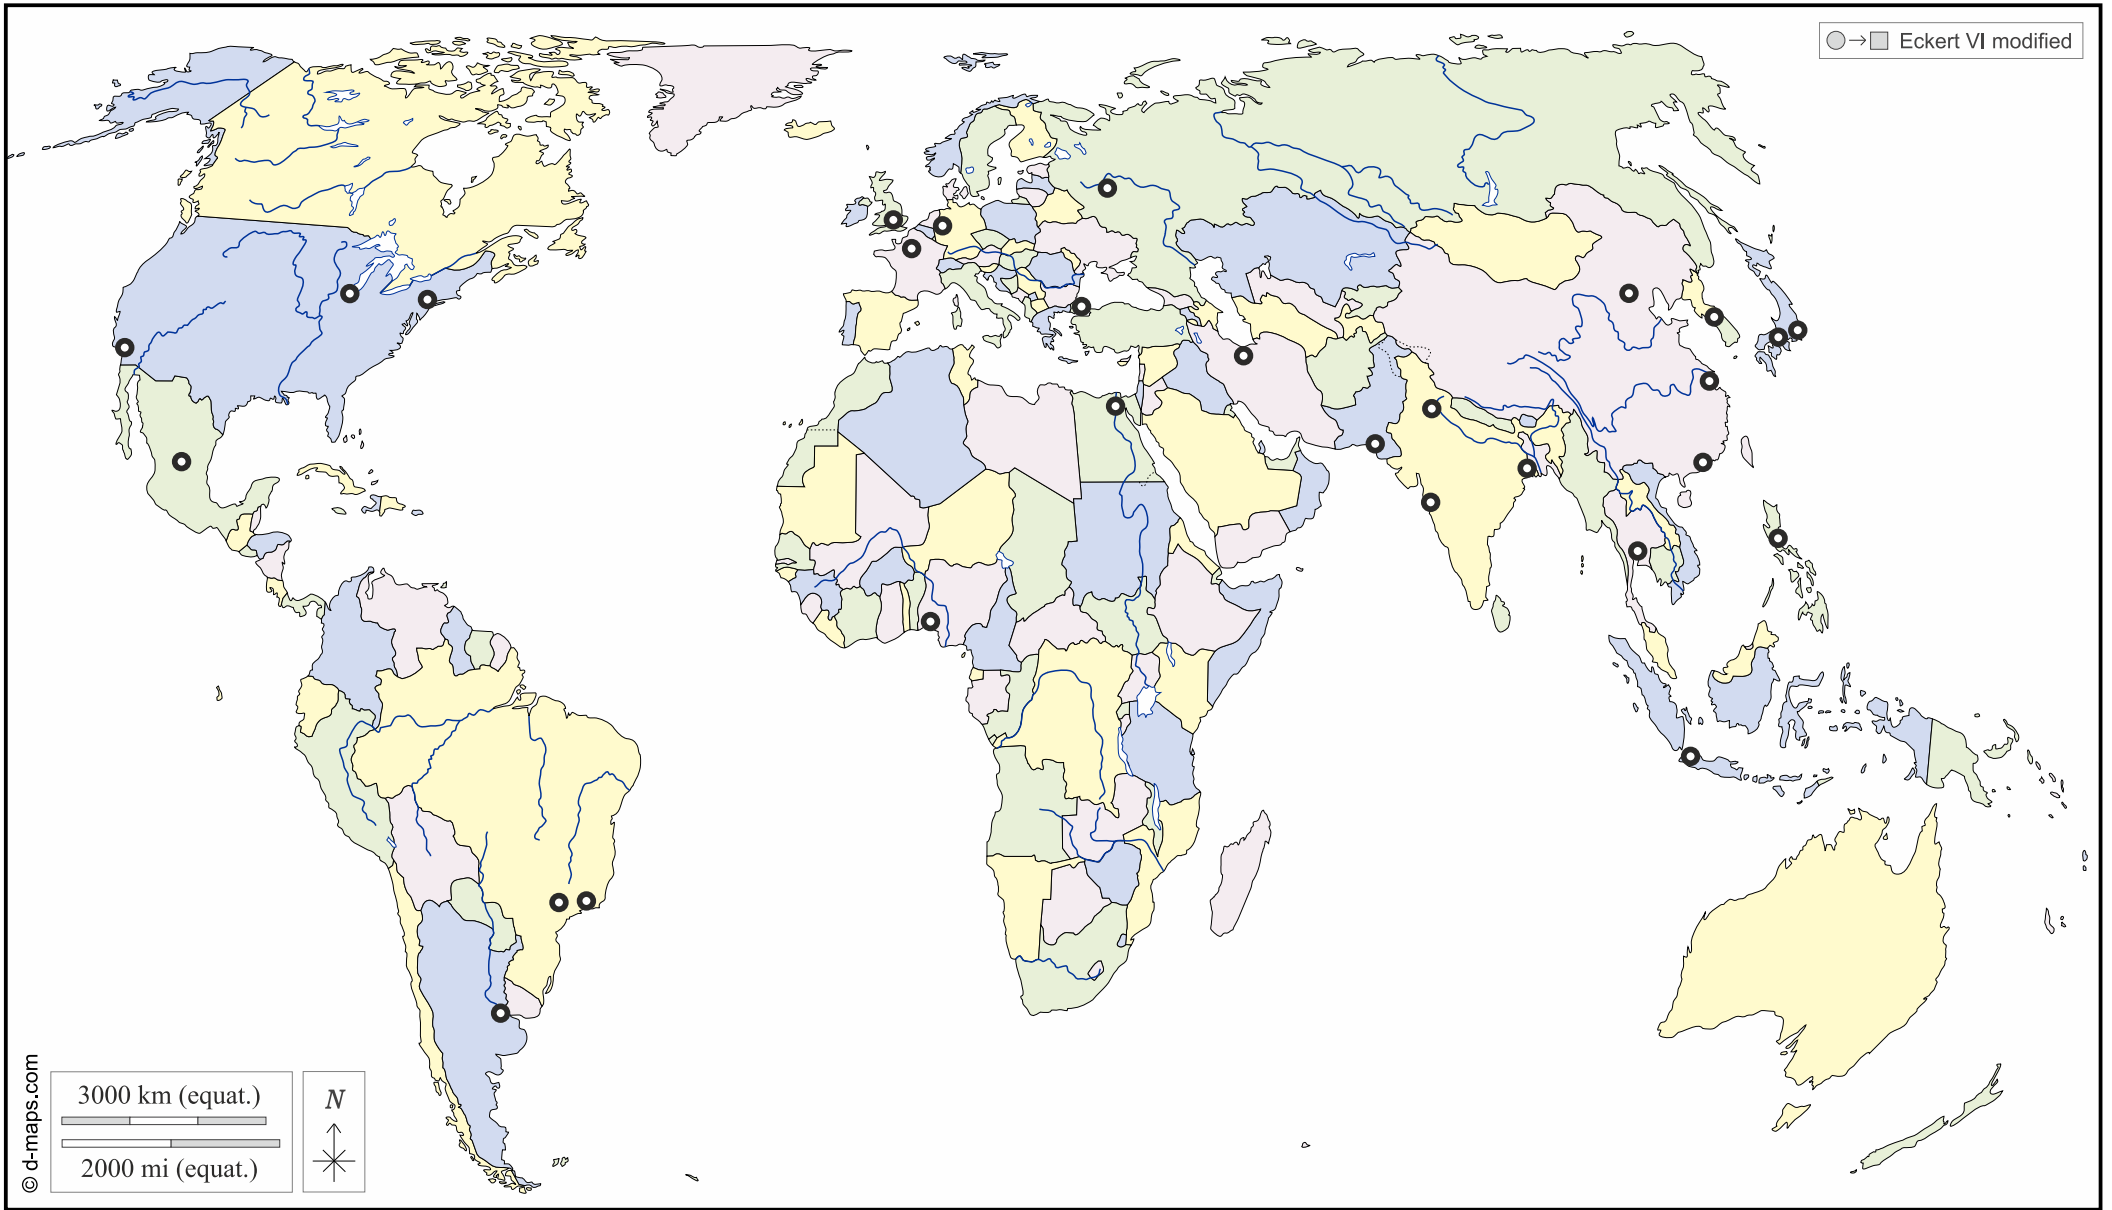 ○→□ Eckert VI modified
3000 km (equat.)
2000 mi (equat.)
N
© d-maps.com